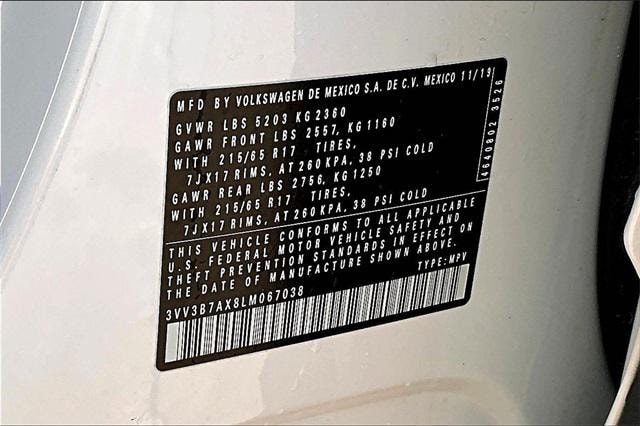 MFD BY VOLKSWAGEN DE MEXICO S.A. DE C.V. MEXICO 11/19
GVWR LBS 5203 KG 2360
GAWR FRONT LBS 2557, KG 1160
WITH 215/65 R17 TIRES,
7JX17 RIMS, AT 260 KPA, 38 PSI COLD
GAWR REAR LBS 2756, KG 1250
WITH 215/65 R17 TIRES,
7JX17 RIMS, AT 260 KPA, 38 PSI COLD
THIS VEHICLE CONFORMS TO ALL APPLICABLE
U.S. FEDERAL MOTOR VEHICLE SAFETY AND
THEFT PREVENTION STANDARDS IN EFFECT ON
THE DATE OF MANUFACTURE SHOWN ABOVE.
TYPE: MPV
3VV3B7AX8LM067038
4640802 3526